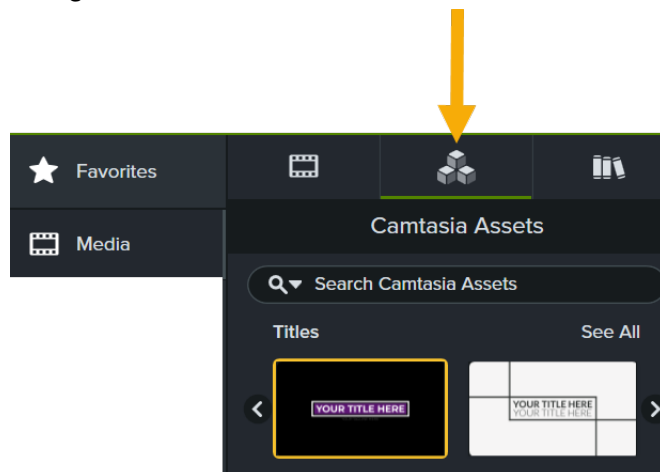 Favorites
Media
Camtasia Assets
Search Camtasia Assets
Titles
See All
YOUR TITLE HERE
YOUR TITLE HERE
YOUR TITLE HERE